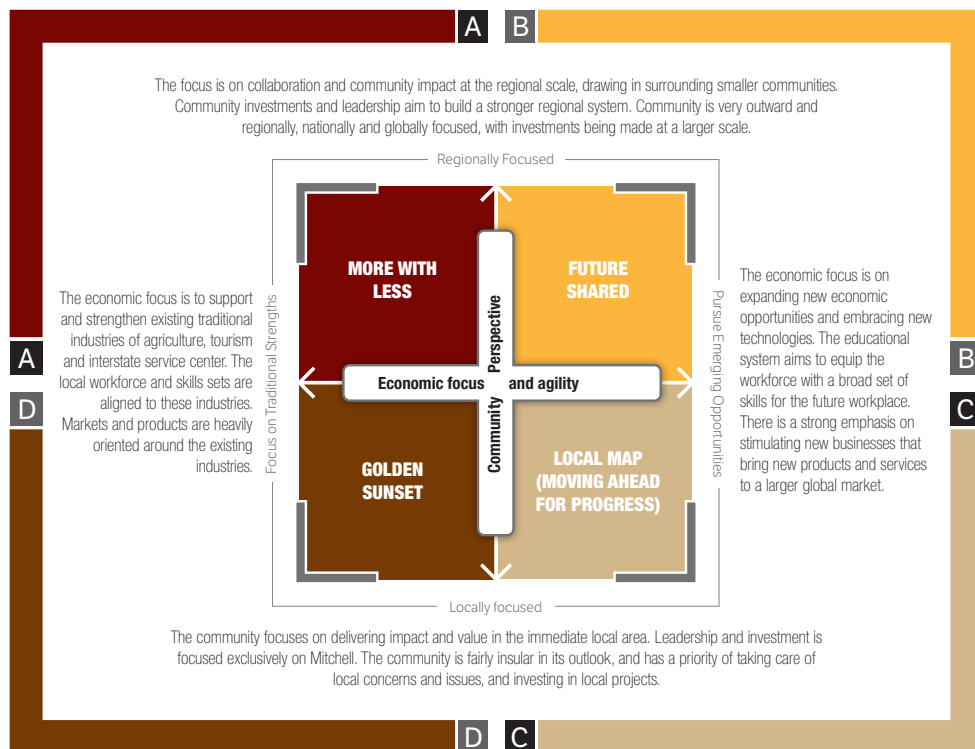 A B
The focus is on collaboration and community impact at the regional scale, drawing in surrounding smaller communities.
Community investments and leadership aim to build a stronger regional system. Community is very outward and
regionally, nationally and globally focused, with investments being made at a larger scale.
Regionally Focused
MORE WITH
LESS
FUTURE
SHARED
The economic focus is to support
and strengthen existing traditional
industries of agriculture, tourism
and interstate service center. The
local workforce and skills sets are
aligned to these industries.
Markets and products are heavily
oriented around the existing
industries.
Focus on Traditional Strengths
Community Perspective
Economic focus and agility
Pursue Emerging Opportunities
The economic focus is on
expanding new economic
opportunities and embracing new
technologies. The educational
system aims to equip the
workforce with a broad set of
skills for the future workplace.
There is a strong emphasis on
stimulating new businesses that
bring new products and services
to a larger global market.
A
D
B
C
GOLDEN
SUNSET
LOCAL MAP
(MOVING AHEAD
FOR PROGRESS)
Locally focused
The community focuses on delivering impact and value in the immediate local area. Leadership and investment is
focused exclusively on Mitchell. The community is fairly insular in its outlook, and has a priority of taking care of
local concerns and issues, and investing in local projects.
D C